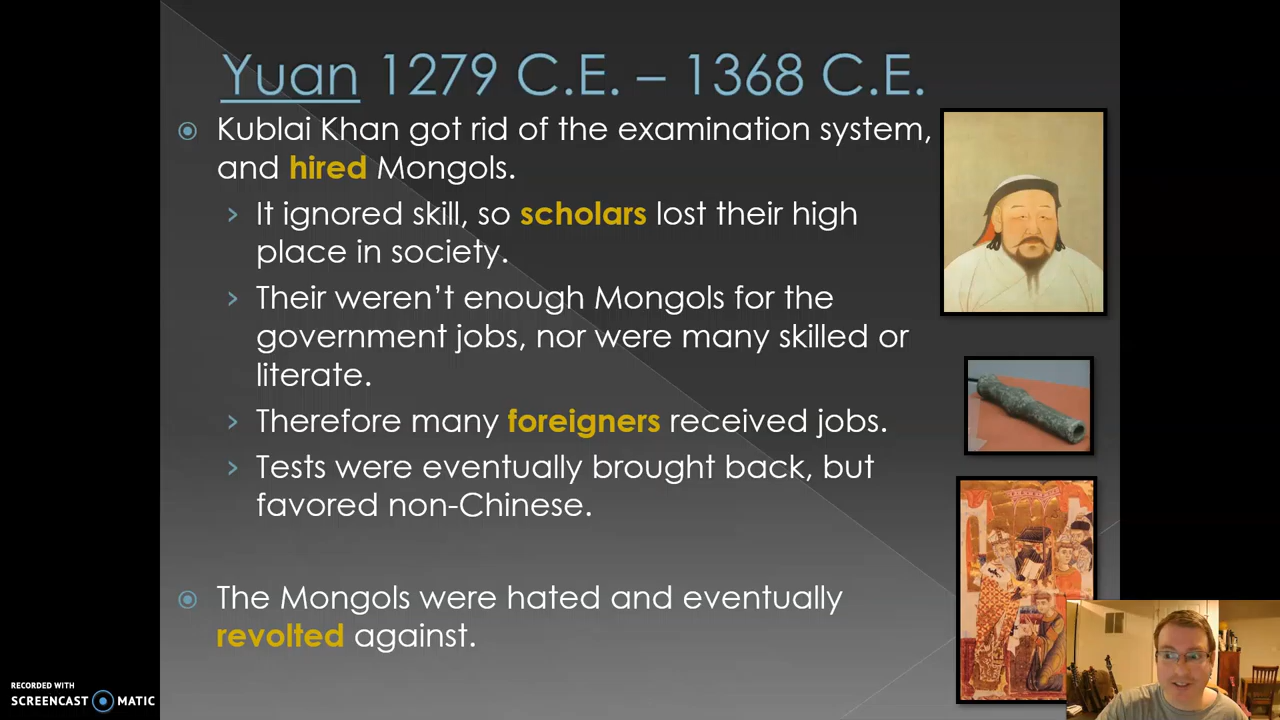 Yuan 1279 C.E. – 1368 C.E.
Kublai Khan got rid of the examination system,
and hired Mongols.
It ignored skill, so scholars lost their high
place in society.
Their weren’t enough Mongols for the
government jobs, nor were many skilled or
literate.
Therefore many foreigners received jobs.
Tests were eventually brought back, but
favored non-Chinese.
The Mongols were hated and eventually
revolted against.
RECORDED WITH
SCREENCAST MATIC